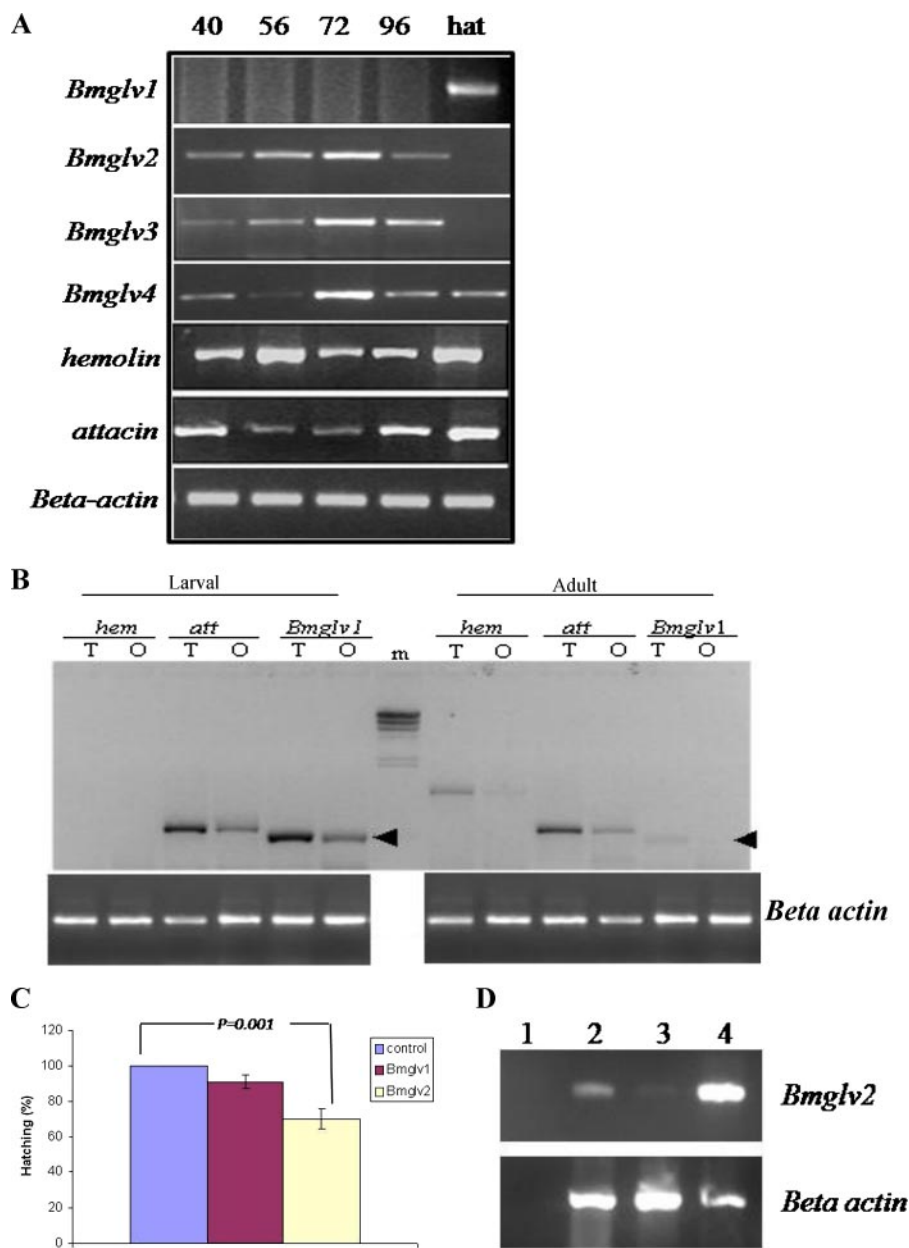 A
40 56 72 96 hat
Bmglv1
Bmglv2
Bmglv3
Bmglv4
hemolin
attacin
Beta-actin
B
Larval Adult
hem att Bmglv1 hem att Bmglv1
T O T O T O m T O T O T O
Beta actin
C
P=0.001
120
100
80
60
40
20
0
Hatching (%)
control
Bmglv1
Bmglv2
D
1 2 3 4
Bmglv2
Beta actin